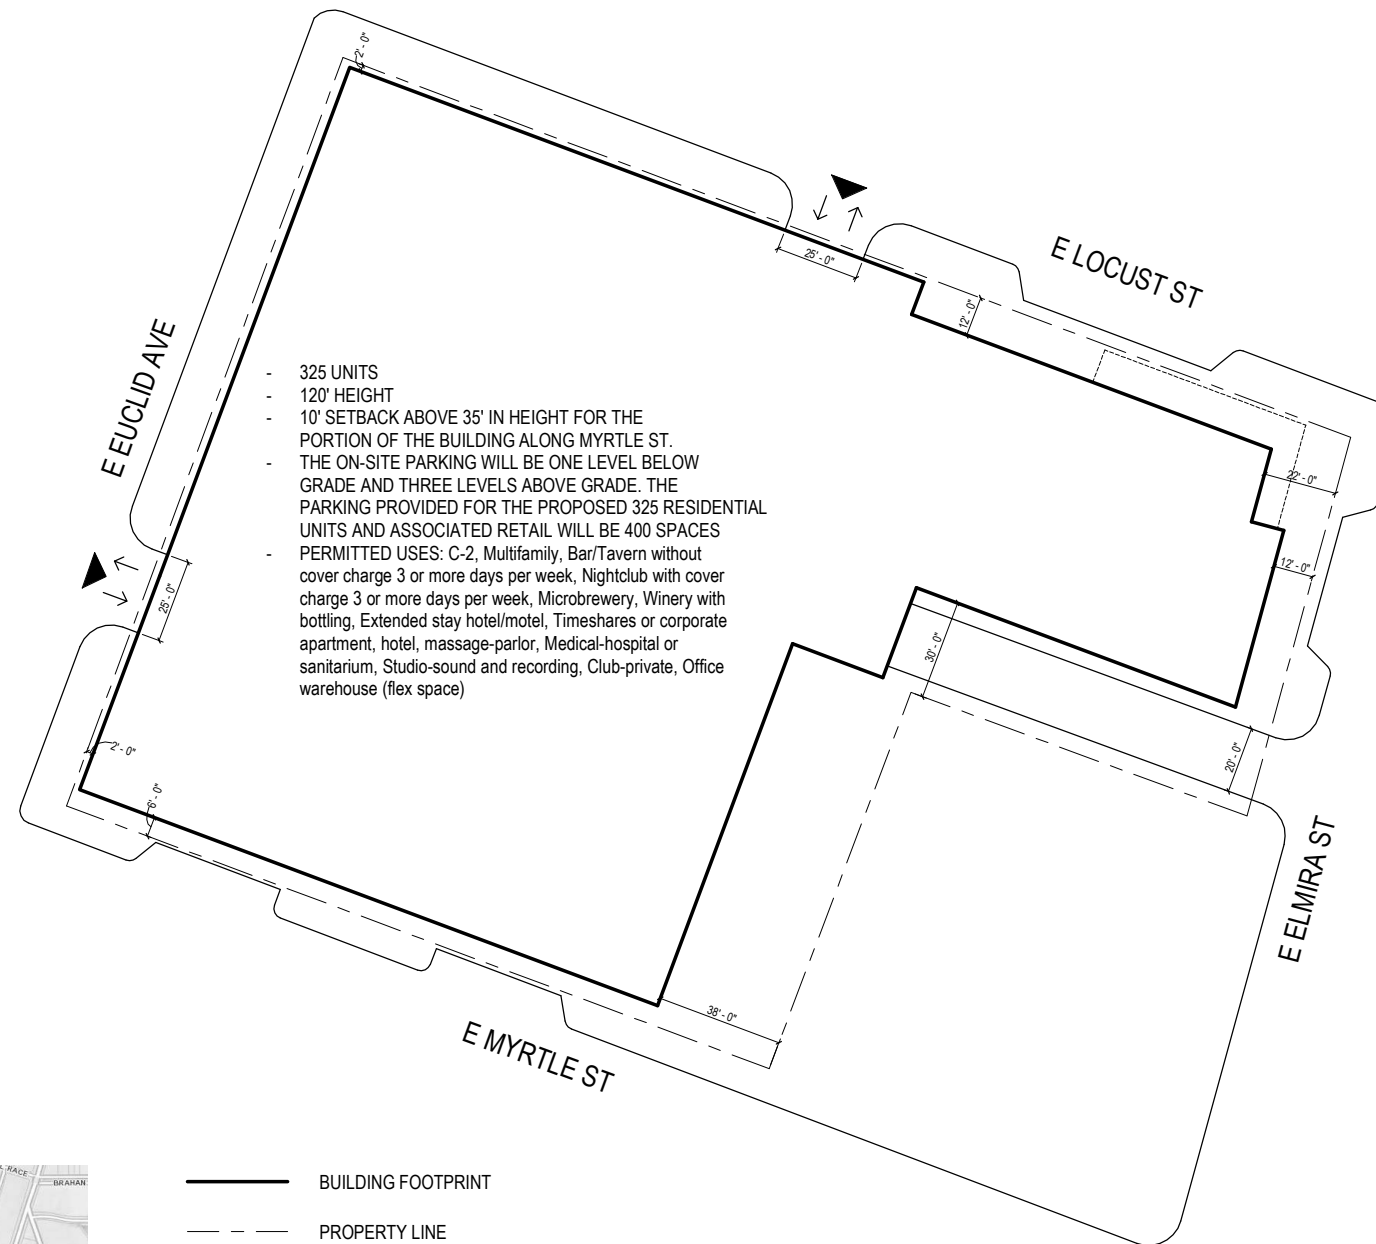 2' - 0"
25' - 0"
E LOCUST ST
12' - 0"
E EUCLID AVE
- 325 UNITS
- 120' HEIGHT
- 10' SETBACK ABOVE 35' IN HEIGHT FOR THE
PORTION OF THE BUILDING ALONG MYRTLE ST.
- THE ON-SITE PARKING WILL BE ONE LEVEL BELOW
GRADE AND THREE LEVELS ABOVE GRADE. THE
PARKING PROVIDED FOR THE PROPOSED 325 RESIDENTIAL
UNITS AND ASSOCIATED RETAIL WILL BE 400 SPACES
- PERMITTED USES: C-2, Multifamily, Bar/Tavern without
cover charge 3 or more days per week, Nightclub with cover
charge 3 or more days per week, Microbrewery, Winery with
bottling, Extended stay hotel/motel, Timeshares or corporate
apartment, hotel, massage-parlor, Medical-hospital or
sanitarium, Studio-sound and recording, Club-private, Office
warehouse (flex space)
22' - 0"
12' - 0"
25' - 0"
30' - 0"
2' - 0"
20' - 0"
6' - 0"
E ELMIRA ST
38' - 0"
E MYRTLE ST
BRAHAN
BUILDING FOOTPRINT
PROPERTY LINE